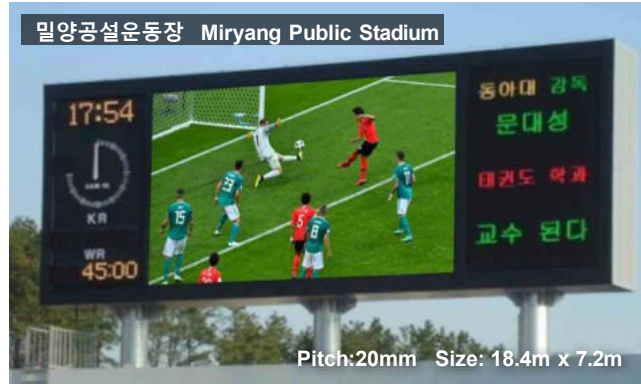 밀양공설운동장 Miryang Public Stadium
17:54
KR
WR
45:00
15
23
5
8
동아대 감독
문대성
태권도 학과
교수 된다
Pitch:20mm Size: 18.4m x 7.2m